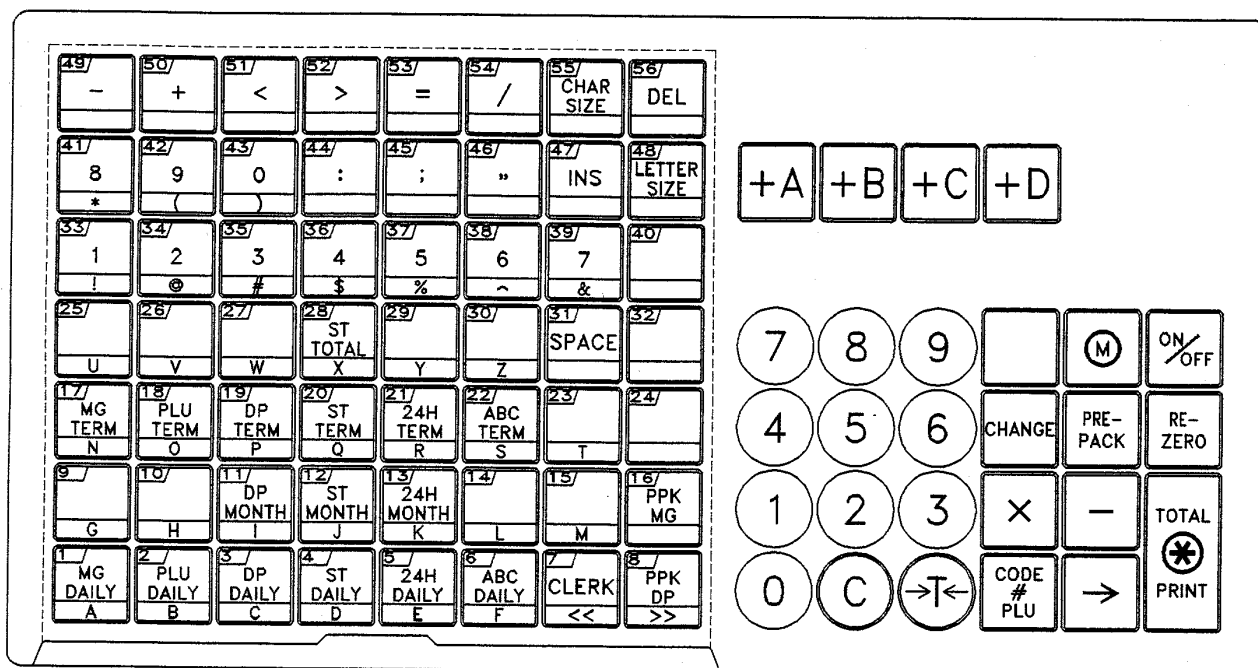 49 50 51 52 53 54 55 56
- + < > = / CHAR SIZE DEL
41 42 43 44 45 46 47 48
8 9 0 : ; " INS LETTER SIZE
* ( )
+A +B +C +D
33 34 35 36 37 38 39 40
1 2 3 4 5 6 7
! @ # $ % ^ &
25 26 27 28 29 30 31 32
ST TOTAL SPACE
U V W X Y Z
7 8 9 M ON/OFF
17 18 19 20 21 22 23 24
MG TERM PLU TERM DP TERM ST TERM 24H TERM ABC TERM
N O P Q R S T
4 5 6 CHANGE PRE-PACK RE-ZERO
9 10 11 12 13 14 15 16
DP MONTH ST MONTH 24H MONTH PPK MG
G H I J K L M
1 2 3 × − TOTAL
1 2 3 4 5 6 7 8
MG DAILY PLU DAILY DP DAILY ST DAILY 24H DAILY ABC DAILY CLERK PPK DP
A B C D E F << >>
0 C →T← CODE # PLU → * PRINT